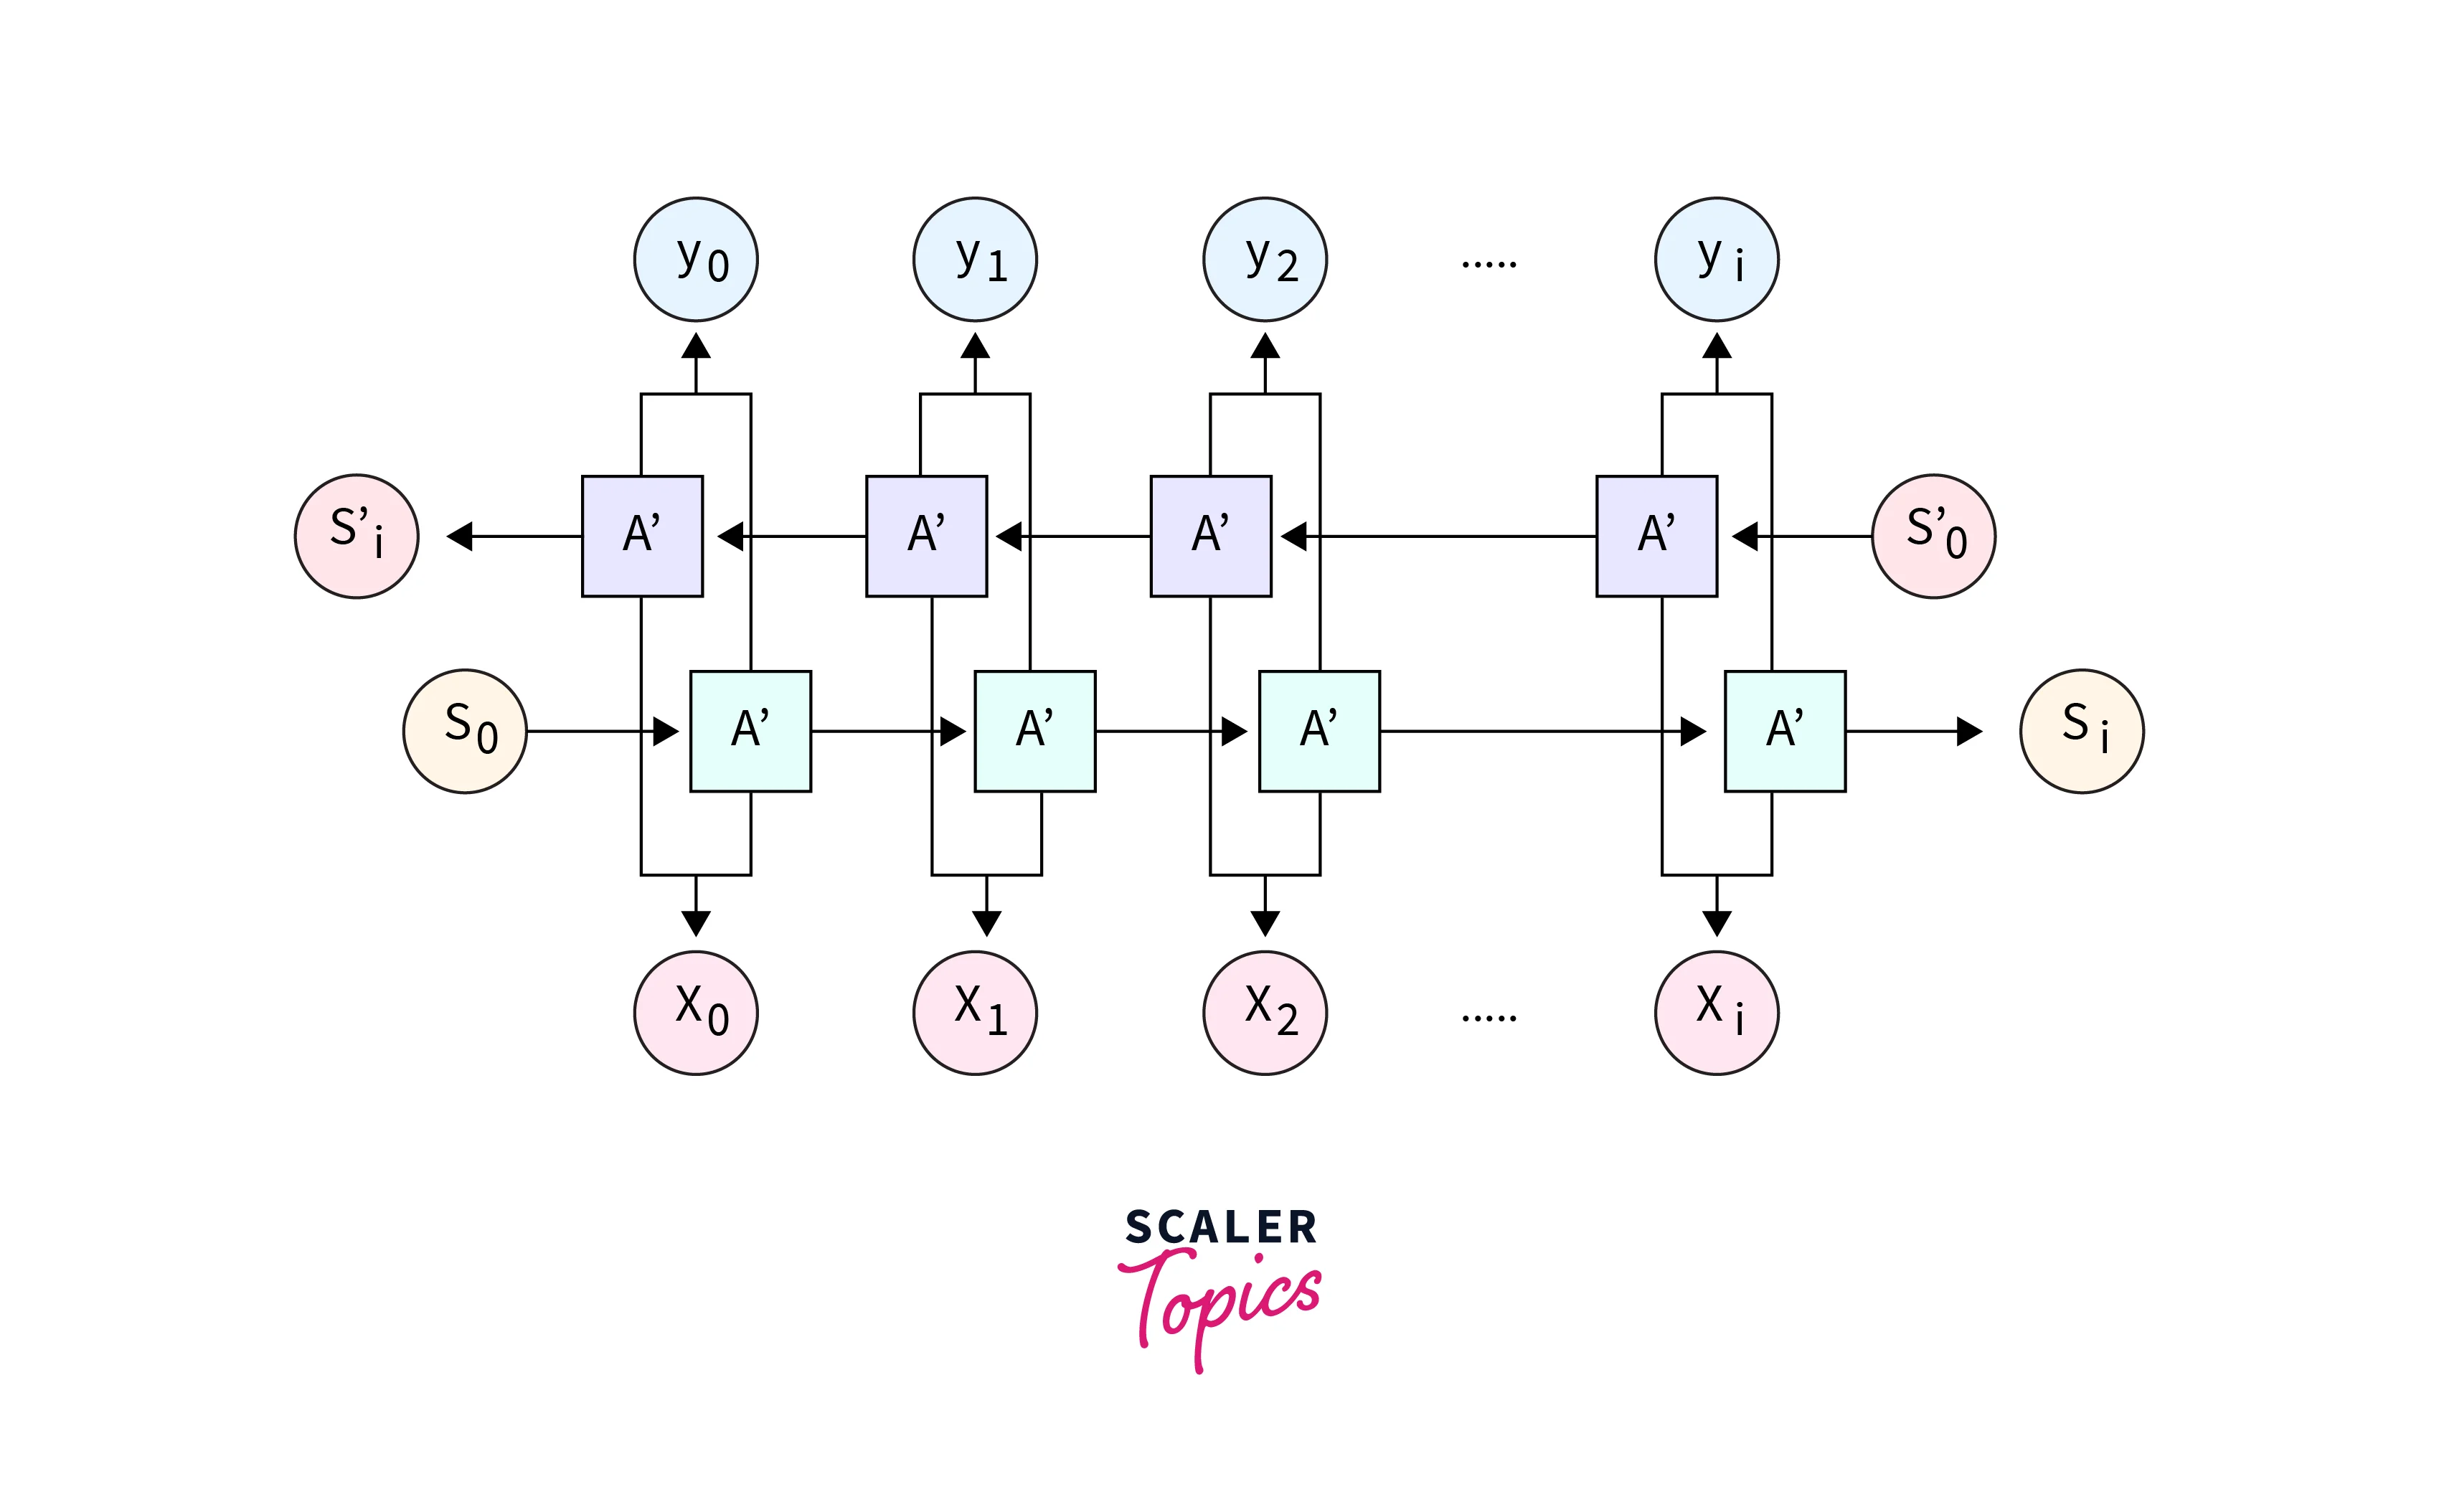 y0 y1 y2 ..... yi
S’i A’ A’ A’ A’ S’0
S0 A’ A’ A’ A’ Si
X0 X1 X2 ..... Xi
SCALER
Topics